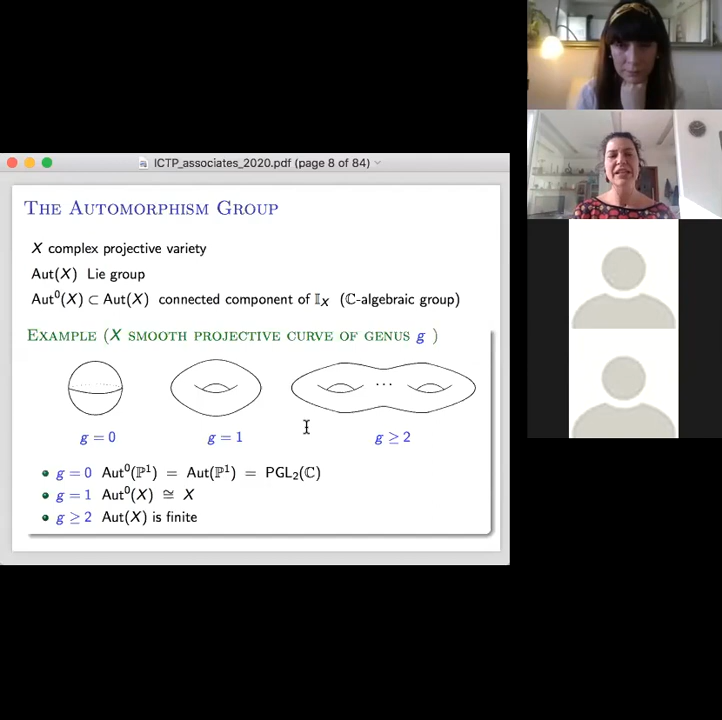 ICTP_associates_2020.pdf (page 8 of 84)
The Automorphism Group
X complex projective variety
Aut(X) Lie group
Aut⁰(X) ⊂ Aut(X) connected component of 𝕀_X (ℂ-algebraic group)
Example (X smooth projective curve of genus g )
g = 0 g = 1 g ≥ 2
• g = 0 Aut⁰(ℙ¹) = Aut(ℙ¹) = PGL₂(ℂ)
• g = 1 Aut⁰(X) ≅ X
• g ≥ 2 Aut(X) is finite